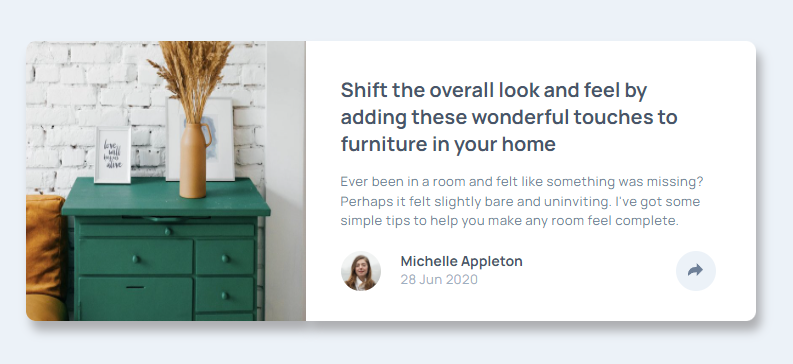 love
will
alive
Shift the overall look and feel by
adding these wonderful touches to
furniture in your home
Ever been in a room and felt like something was missing?
Perhaps it felt slightly bare and uninviting. I've got some
simple tips to help you make any room feel complete.
Michelle Appleton
28 Jun 2020